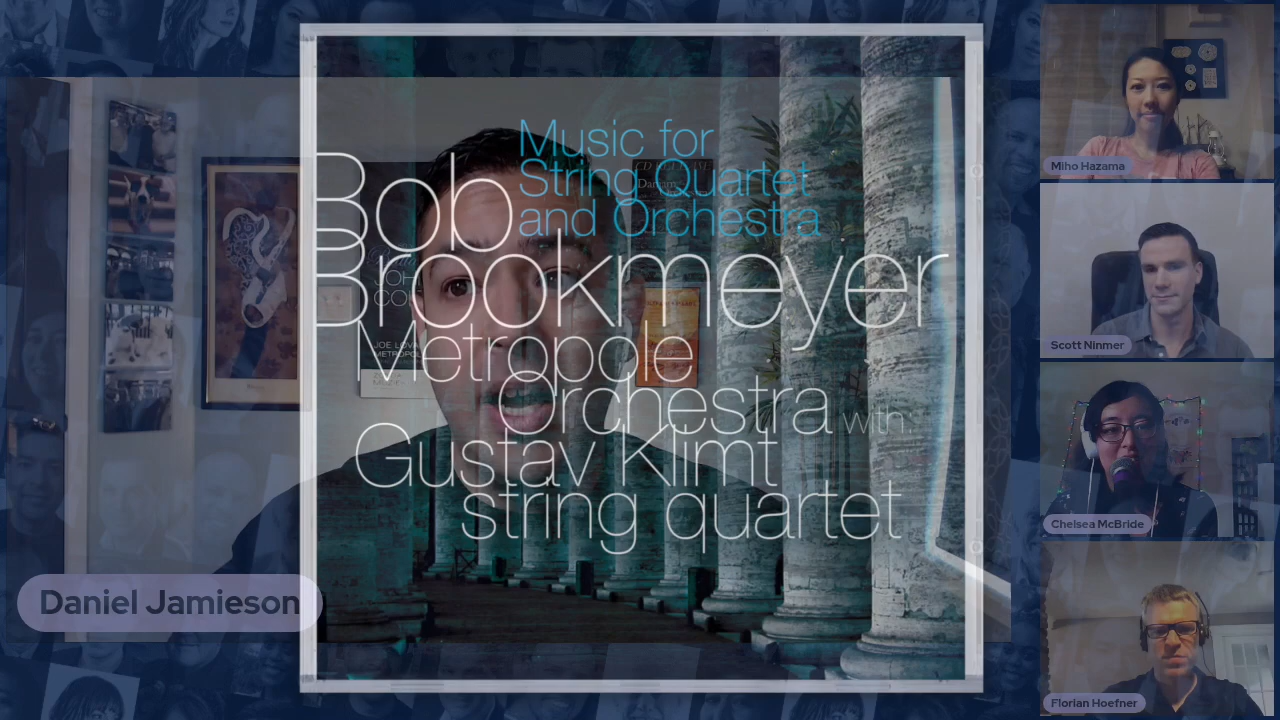 Music for
String Quartet
and Orchestra
Bob
Brookmeyer
Metropole
Orchestra with
Gustav Klimt
string quartet
Daniel Jamieson
Miho Hazama
Scott Ninmer
Chelsea McBride
Florian Hoefner